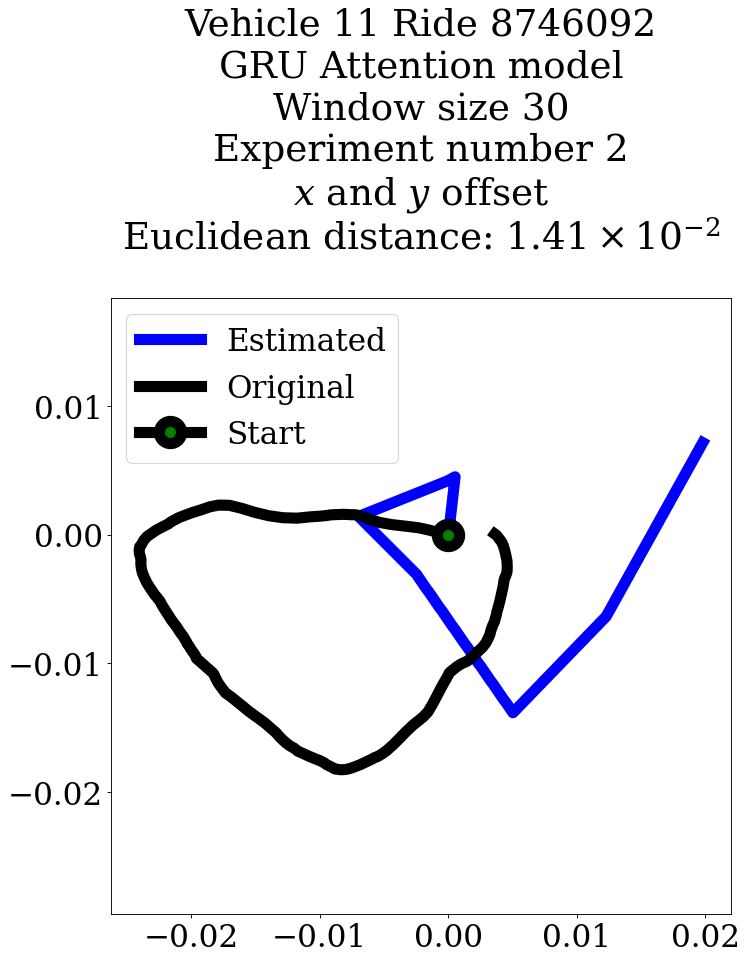 Vehicle 11 Ride 8746092
GRU Attention model
Window size 30
Experiment number 2
x and y offset
Euclidean distance: 1.41 × 10⁻²
Estimated
Original
Start
0.01
0.00
−0.01
−0.02
−0.02 −0.01 0.00 0.01 0.02